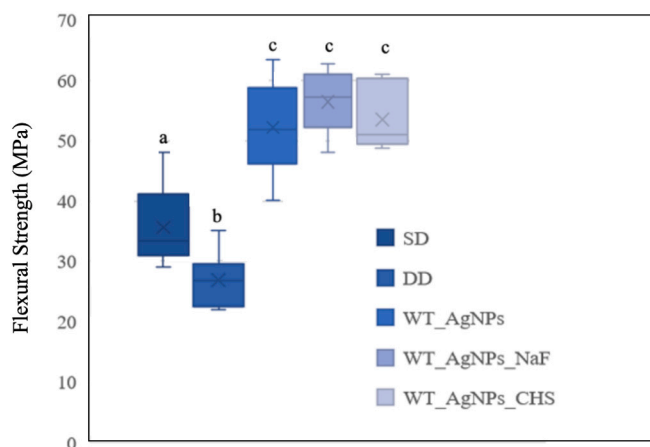 70
60
50
40
30
20
10
0
Flexural Strength (MPa)
a
b
c
c
c
SD
DD
WT_AgNPs
WT_AgNPs_NaF
WT_AgNPs_CHS